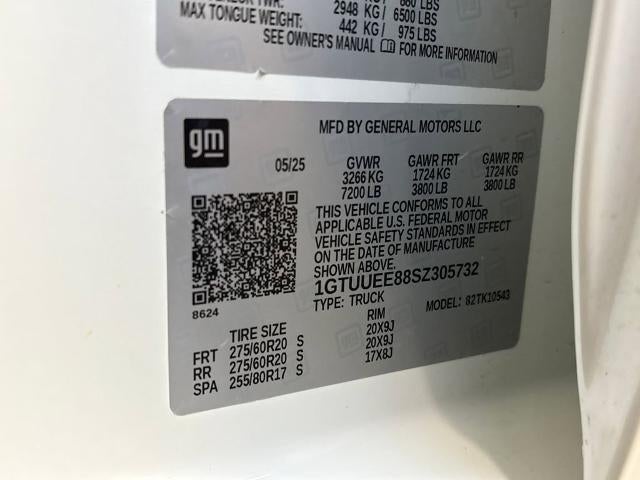 860 LBS
2948 KG/ 6500 LBS
MAX TONGUE WEIGHT: 442 KG/ 975 LBS
SEE OWNER'S MANUAL FOR MORE INFORMATION
gm
MFD BY GENERAL MOTORS LLC
05/25 GVWR GAWR FRT GAWR RR
3266 KG 1724 KG 1724 KG
7200 LB 3800 LB 3800 LB
THIS VEHICLE CONFORMS TO ALL
APPLICABLE U.S. FEDERAL MOTOR
VEHICLE SAFETY STANDARDS IN EFFECT
ON THE DATE OF MANUFACTURE
SHOWN ABOVE.
1GTUUEE88SZ305732
TYPE: TRUCK MODEL: 82TK10543
8624
TIRE SIZE RIM
FRT 275/60R20 S 20X9J
RR 275/60R20 S 20X9J
SPA 255/80R17 S 17X8J